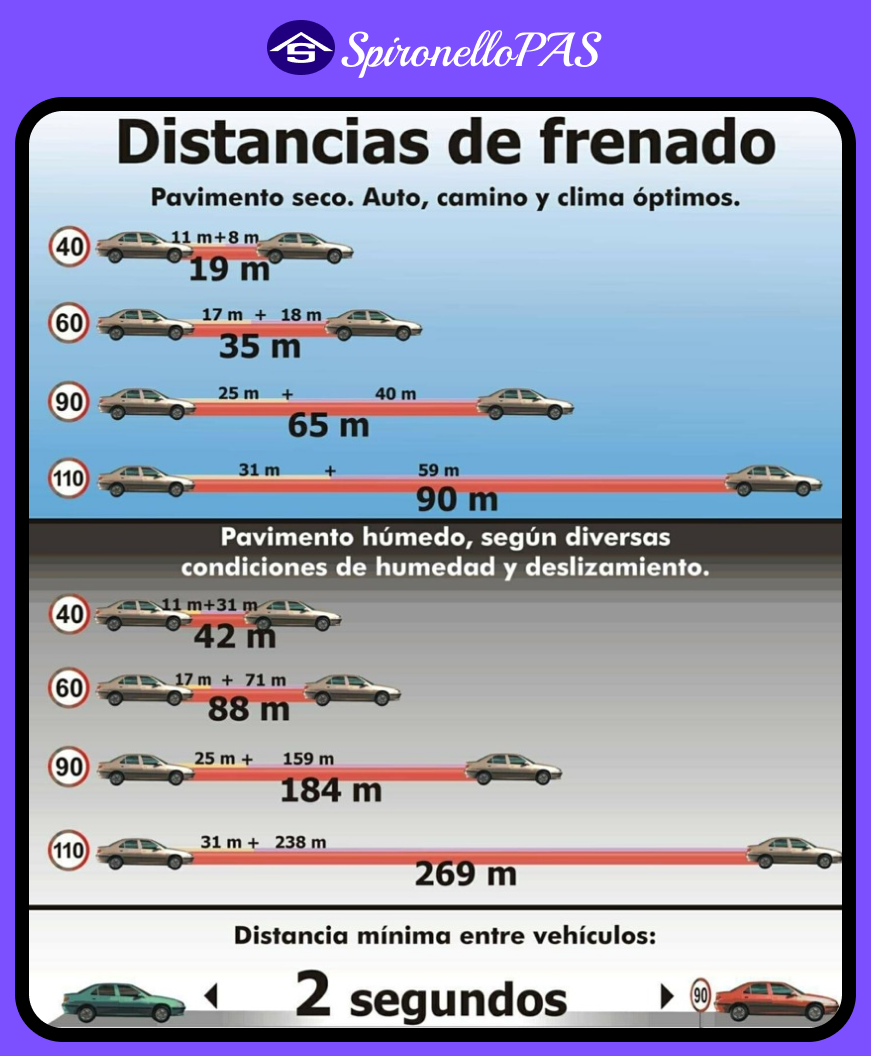 SpironelloPAS
Distancias de frenado
Pavimento seco. Auto, camino y clima óptimos.
40
11 m+8 m
19 m
60
17 m + 18 m
35 m
90
25 m + 40 m
65 m
110
31 m + 59 m
90 m
Pavimento húmedo, según diversas
condiciones de humedad y deslizamiento.
40
11 m+31 m
42 m
60
17 m + 71 m
88 m
90
25 m + 159 m
184 m
110
31 m + 238 m
269 m
Distancia mínima entre vehículos:
2 segundos
90